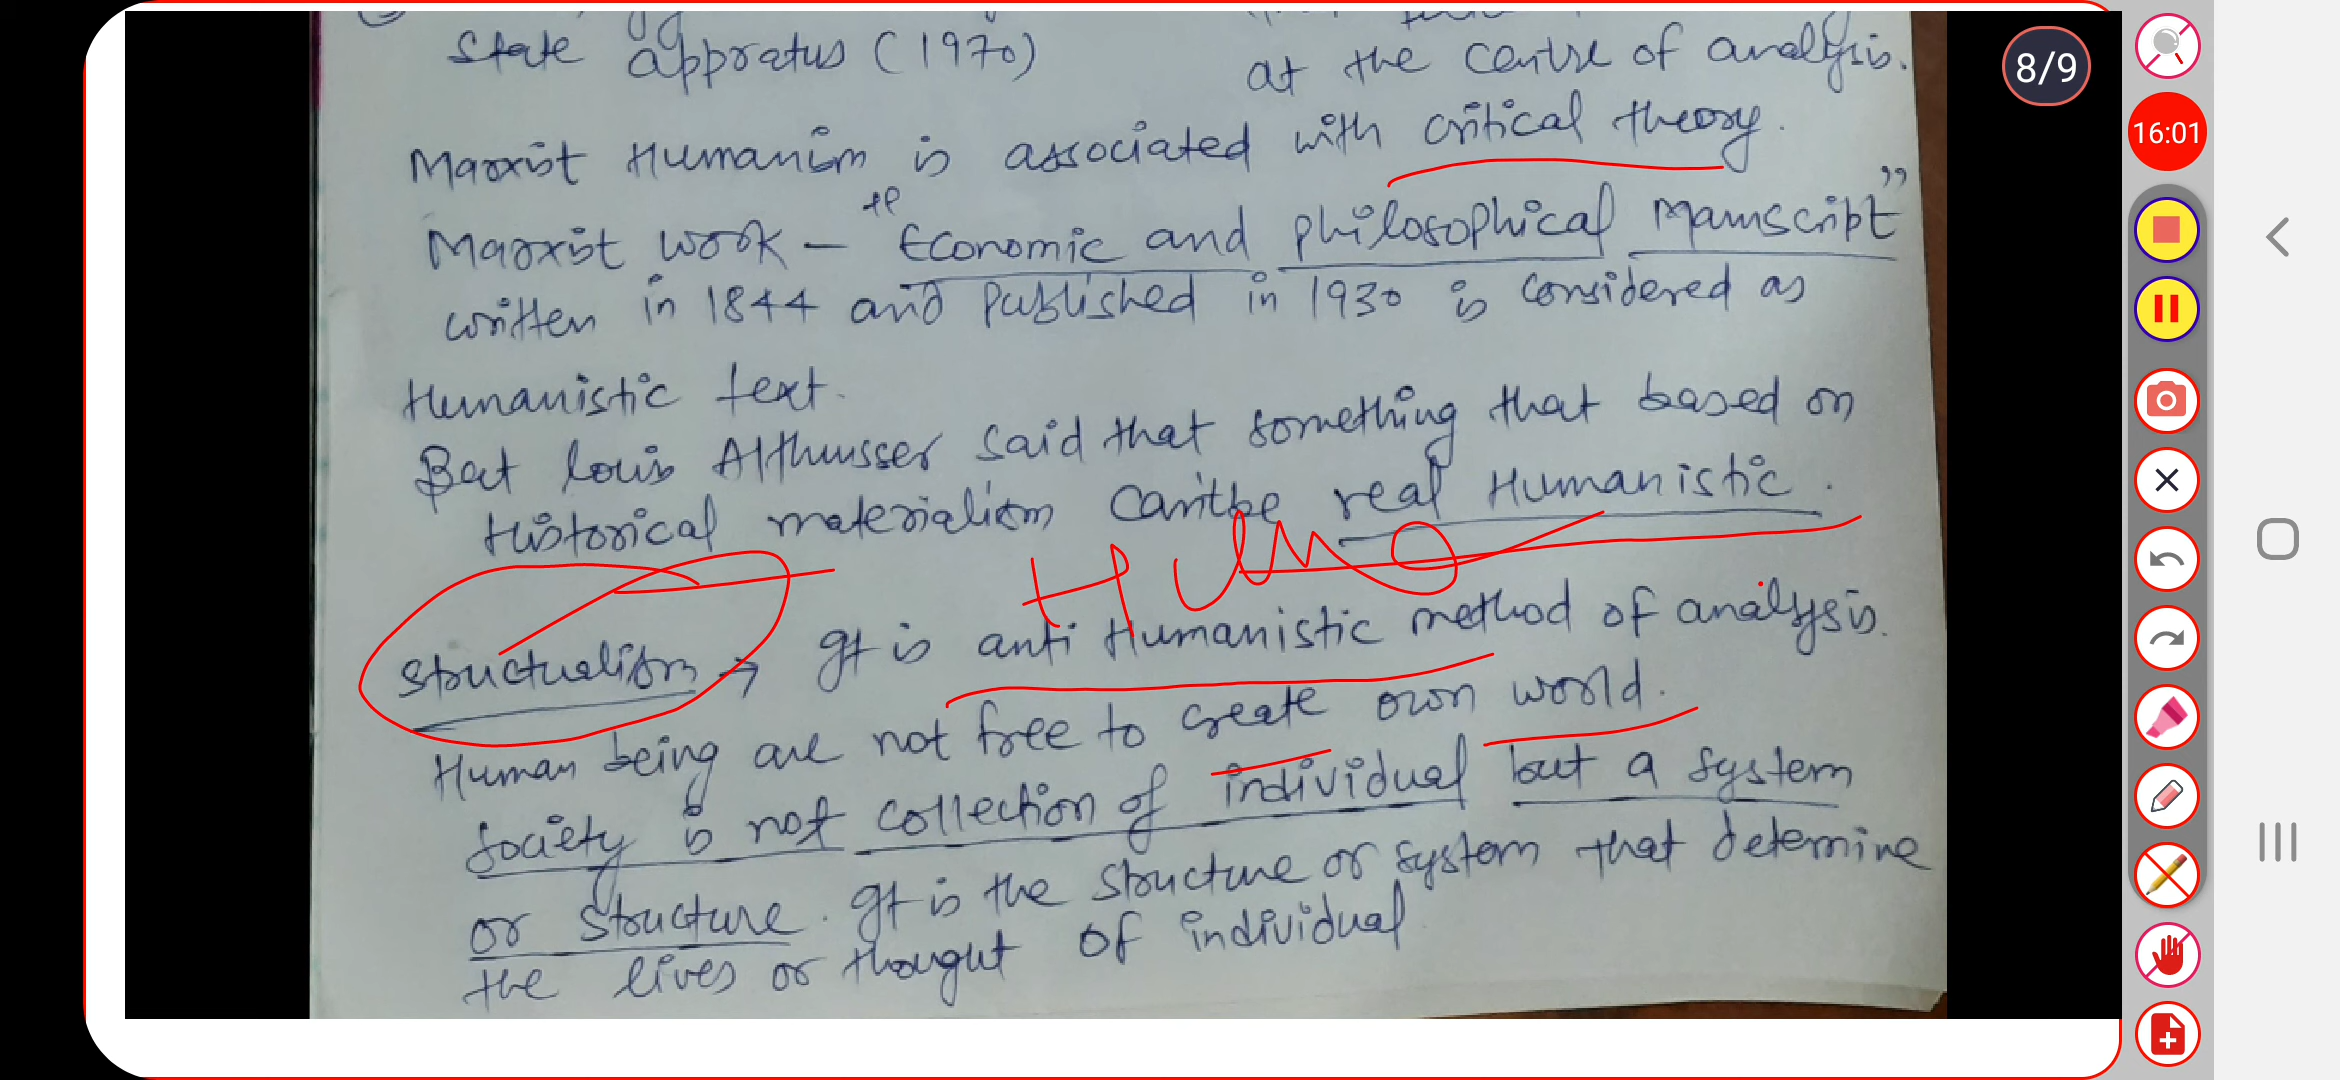 State appratus (1970)
at the centre of analysis.
8/9
16:01
Marxist Humanism is associated with critical theory.
Marxist work – "Economic and philosophical Manuscript"
written in 1844 and published in 1930 is considered as
Humanistic text.
But louis Althusser said that something that based on
Historical materialism can't be real Humanistic.
Humo
Structualism → It is anti Humanistic method of analysis.
Human being are not free to create own world.
Society is not collection of individual but a system
or structure. It is the structure or system that determine
the lives or thought of individual